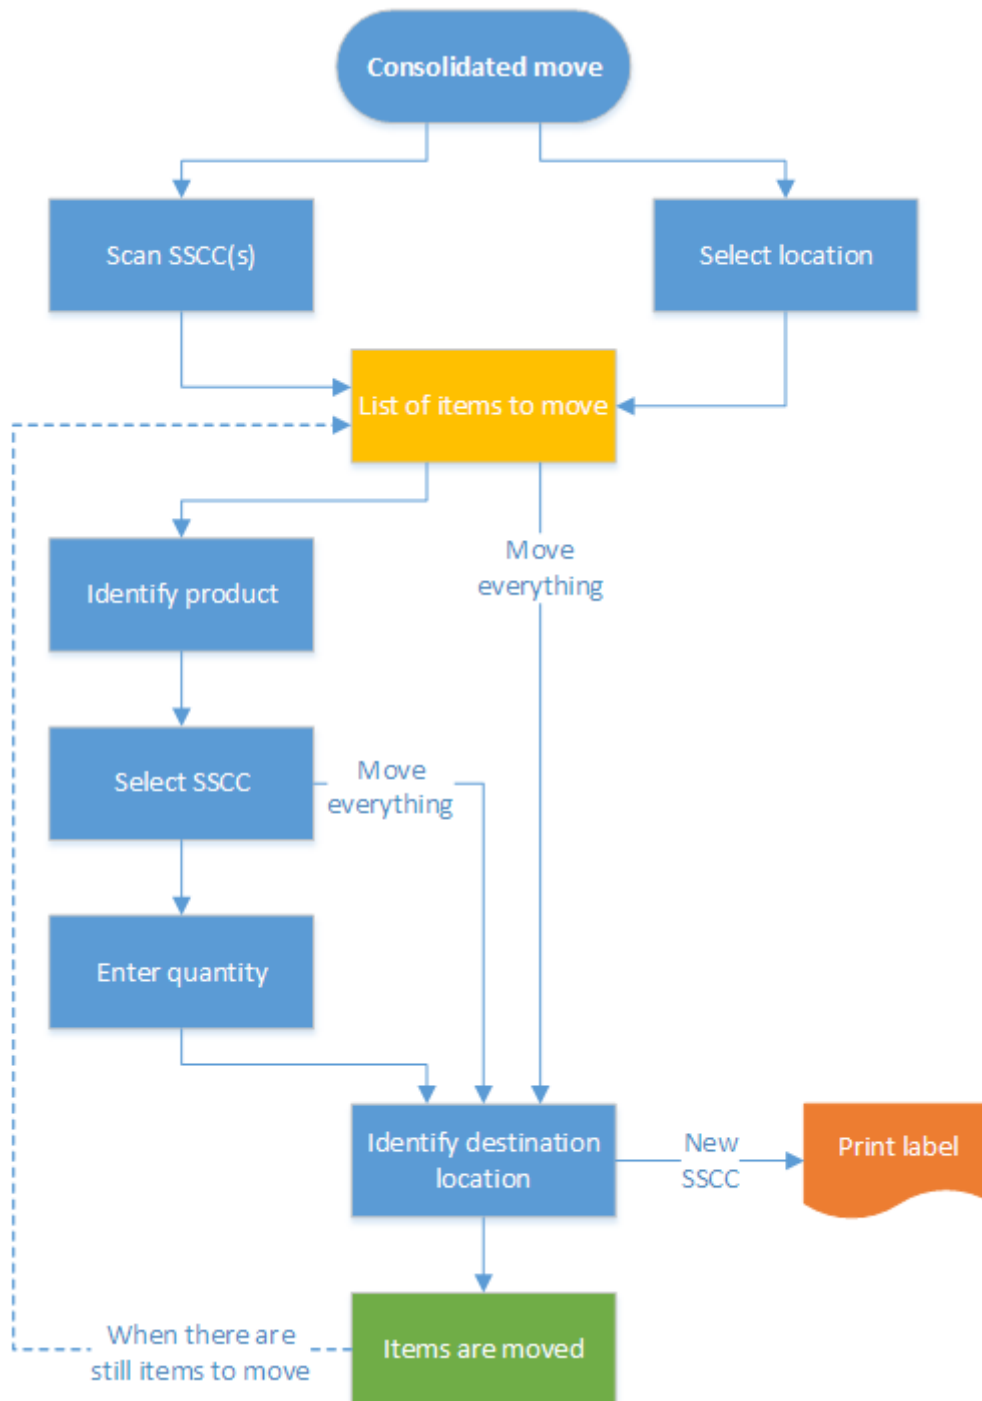 Consolidated move
Scan SSCC(s)
Select location
List of items to move
Identify product
Move
everything
Select SSCC
Move
everything
Enter quantity
Identify destination
location
New
SSCC
Print label
When there are
still items to move
Items are moved